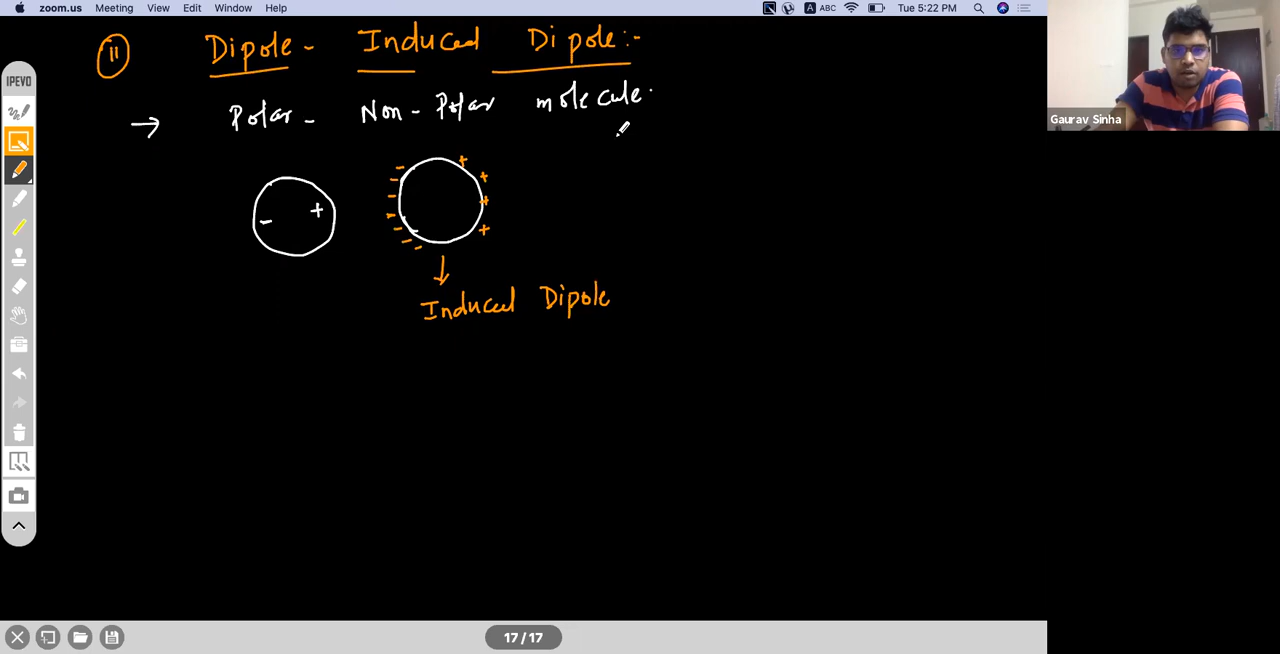 zoom.us Meeting View Edit Window Help A ABC Tue 5:22 PM
11 Dipole - Induced Dipole :-
→ Polar - Non - Polar molecule.
IPEVO
Gaurav Sinha
- +
- - - - - - - + + + +
↓
Induced Dipole
17 / 17